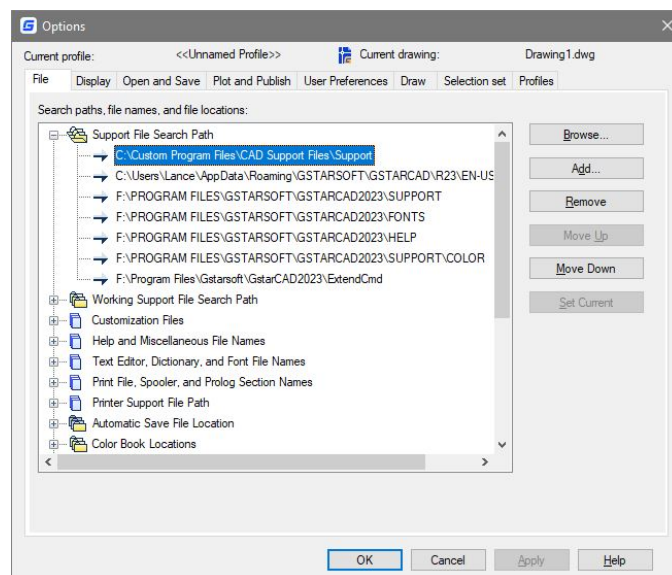 Options
Current profile: <<Unnamed Profile>> Current drawing: Drawing1.dwg
File Display Open and Save Plot and Publish User Preferences Draw Selection set Profiles
Search paths, file names, and file locations:
Support File Search Path
C:\Custom Program Files\CAD Support Files\Support
C:\Users\Lance\AppData\Roaming\GSTARSOFT\GSTARCAD\R23\EN-US
F:\PROGRAM FILES\GSTARSOFT\GSTARCAD2023\SUPPORT
F:\PROGRAM FILES\GSTARSOFT\GSTARCAD2023\FONTS
F:\PROGRAM FILES\GSTARSOFT\GSTARCAD2023\HELP
F:\PROGRAM FILES\GSTARSOFT\GSTARCAD2023\SUPPORT\COLOR
F:\Program Files\Gstarsoft\GstarCAD2023\ExtendCmd
Working Support File Search Path
Customization Files
Help and Miscellaneous File Names
Text Editor, Dictionary, and Font File Names
Print File, Spooler, and Prolog Section Names
Printer Support File Path
Automatic Save File Location
Color Book Locations
Browse...
Add...
Remove
Move Up
Move Down
Set Current
OK Cancel Apply Help